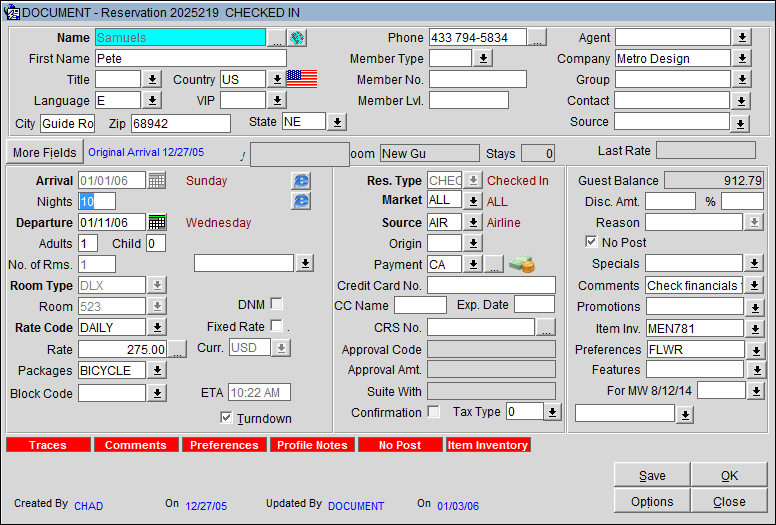 DOCUMENT - Reservation 2025219 CHECKED IN
Name Samuels ... Phone 433 794-5834 ... Agent
First Name Pete Member Type Company Metro Design
Title Country US Member No. Group
Language E VIP Member Lvl. Contact
City Guide Ro Zip 68942 State NE Source
More Fields Original Arrival 12/27/05 oom New Gu Stays 0 Last Rate
Arrival 01/01/06 Sunday Res. Type CHEC Checked In Guest Balance 912.79
Nights 10 Market ALL ALL Disc. Amt. %
Departure 01/11/06 Wednesday Source AIR Airline Reason
Adults 1 Child 0 Origin No Post
No. of Rms. 1 Payment CA ... Specials
Room Type DLX Credit Card No. Comments Check financials
Room 523 DNM CC Name Exp. Date Promotions
Rate Code DAILY Fixed Rate . CRS No. ... Item Inv. MEN781
Rate 275.00 ... Curr. USD Approval Code Preferences FLWR
Packages BICYCLE Approval Amt. Features
Block Code ETA 10:22 AM Suite With For MW 8/12/14
Turndown Confirmation Tax Type 0
Traces Comments Preferences Profile Notes No Post Item Inventory
Save OK
Created By CHAD On 12/27/05 Updated By DOCUMENT On 01/03/06 Options Close